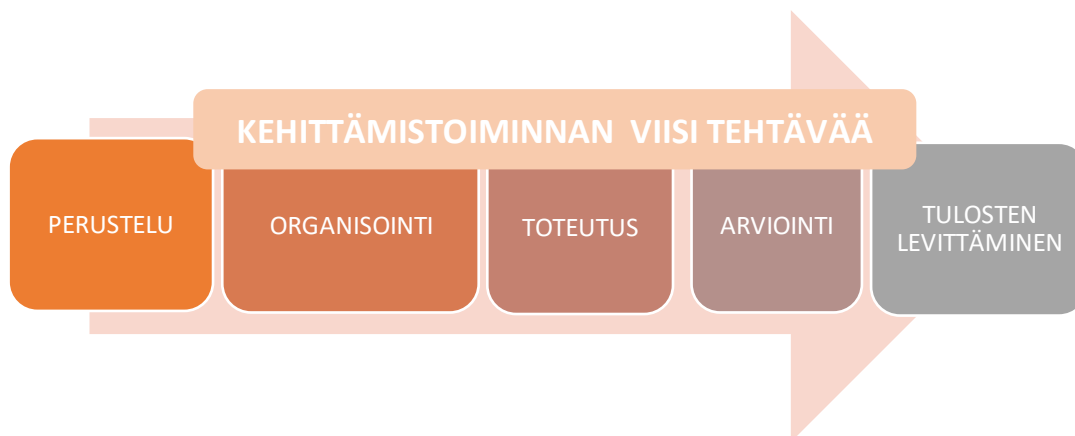 KEHITTÄMISTOIMINNAN VIISI TEHTÄVÄÄ
PERUSTELU
ORGANISOINTI
TOTEUTUS
ARVIOINTI
TULOSTEN
LEVITTÄMINEN